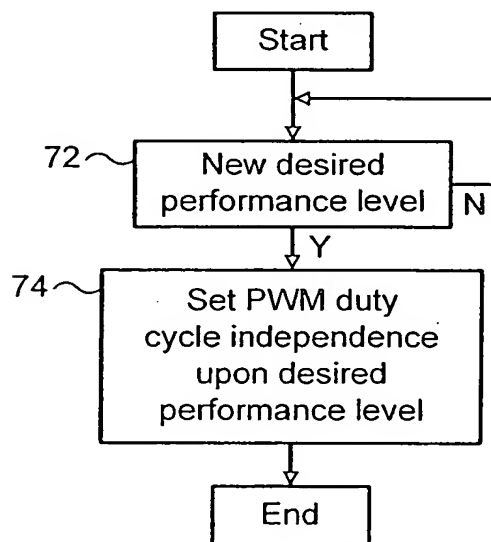 Start
72
New desired
performance level
N
Y
74
Set PWM duty
cycle independence
upon desired
performance level
End